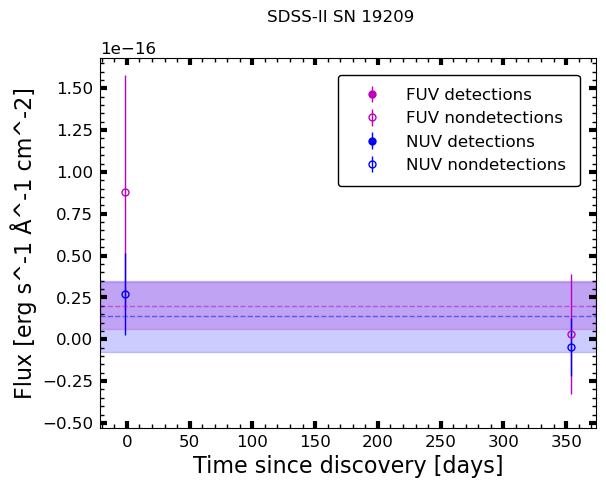 SDSS-II SN 19209
1e−16
FUV detections
FUV nondetections
NUV detections
NUV nondetections
1.50
1.25
1.00
0.75
0.50
0.25
0.00
−0.25
−0.50
Flux [erg s^-1 Å^-1 cm^-2]
0 50 100 150 200 250 300 350
Time since discovery [days]